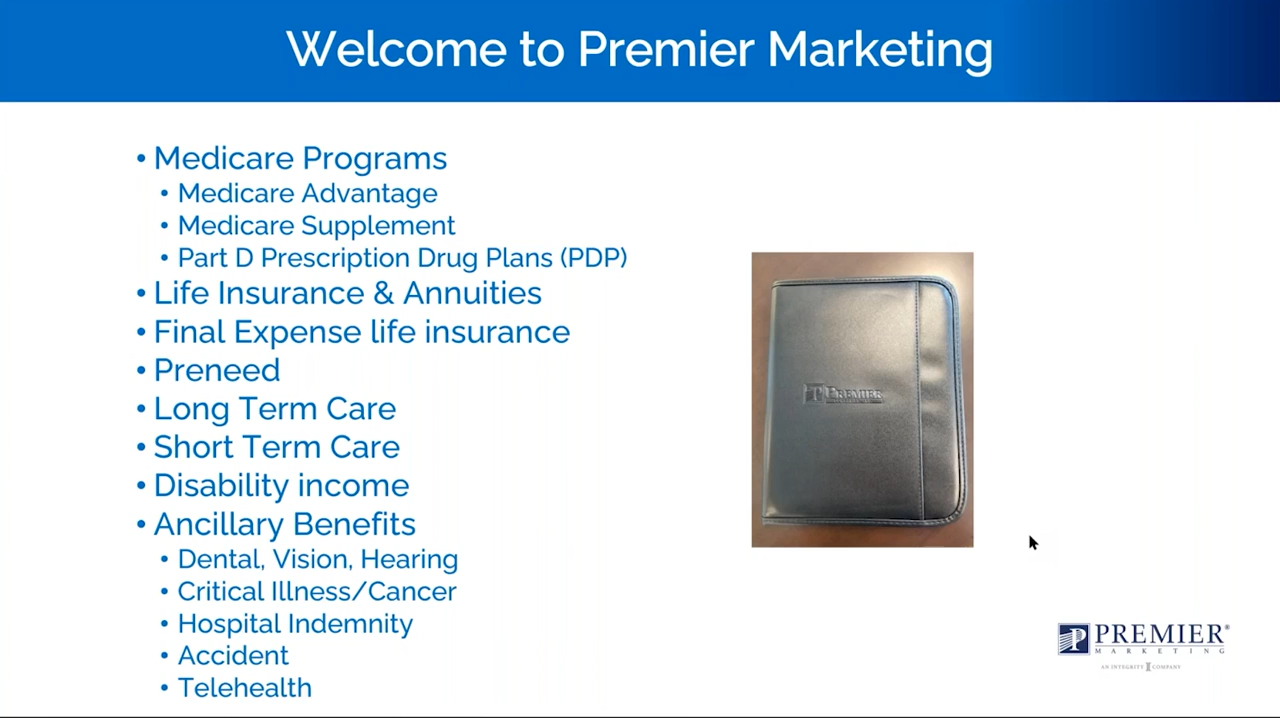 Welcome to Premier Marketing
• Medicare Programs
• Medicare Advantage
• Medicare Supplement
• Part D Prescription Drug Plans (PDP)
• Life Insurance & Annuities
• Final Expense life insurance
• Preneed
• Long Term Care
• Short Term Care
• Disability income
• Ancillary Benefits
• Dental, Vision, Hearing
• Critical Illness/Cancer
• Hospital Indemnity
• Accident
• Telehealth
P PREMIER
P PREMIER®
MARKETING
AN INTEGRITY COMPANY